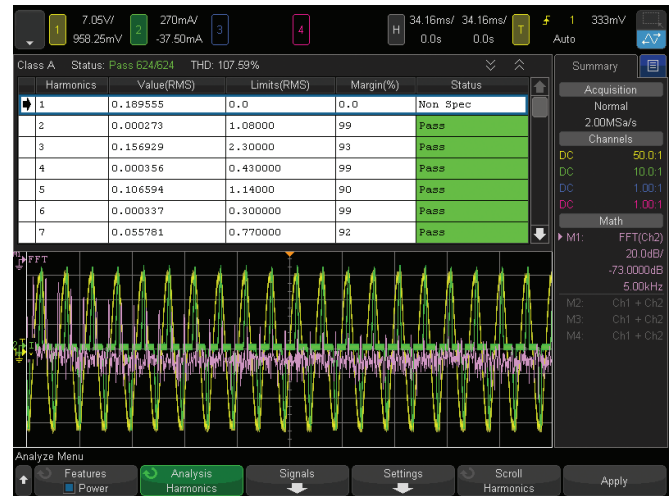 1 7.05V/ 958.25mV 2 270mA/ -37.50mA 3 4 H 34.16ms/ 0.0s 34.16ms/ 0.0s T 1 333mV Auto
Class A Status: Pass 624/624 THD: 107.59%
Harmonics Value(RMS) Limits(RMS) Margin(%) Status
1 0.189555 0.0 0.0 Non Spec
2 0.000273 1.08000 99 Pass
3 0.156929 2.30000 93 Pass
4 0.000356 0.430000 99 Pass
5 0.106594 1.14000 90 Pass
6 0.000337 0.300000 99 Pass
7 0.055781 0.770000 92 Pass
Summary
Acquisition
Normal
2.00MSa/s
Channels
DC 50.0:1
DC 10.0:1
DC 1.00:1
DC 1.00:1
Math
M1: FFT(Ch2)
20.0dB/
-73.0000dB
5.00kHz
M2: Ch1 + Ch2
M3: Ch1 + Ch2
M4: Ch1 + Ch2
FFT
Analyze Menu
Features Power
Analysis Harmonics
Signals
Settings
Scroll Harmonics
Apply